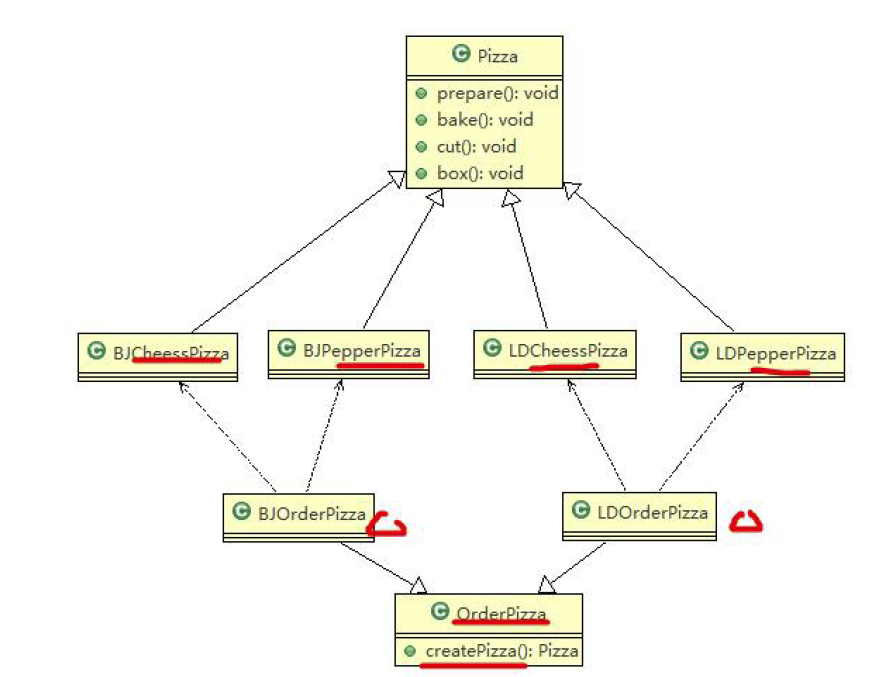 Pizza
prepare(): void
bake(): void
cut(): void
box(): void
BJCheessPizza
BJPepperPizza
LDCheessPizza
LDPepperPizza
BJOrderPizza
LDOrderPizza
OrderPizza
createPizza(): Pizza